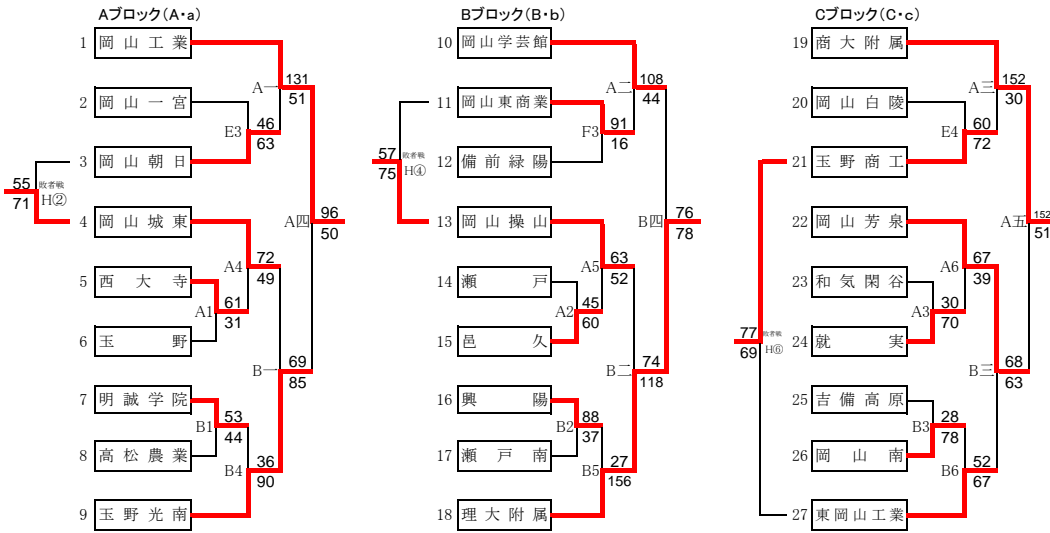 Aブロック(A・a)
1 岡山工業
A一 131 51
2 岡山一宮
E3 46 63
3 岡山朝日
55 71 敗者戦 H②
4 岡山城東
A四 96 50
A4 72 49
5 西大寺
A1 61 31
6 玉野
B一 69 85
7 明誠学院
B1 53 44
8 高松農業
B4 36 90
9 玉野光南
Bブロック(B・b)
10 岡山学芸館
A二 108 44
11 岡山東商業
F3 91 16
12 備前緑陽
57 75 敗者戦 H④
13 岡山操山
B四 76 78
A5 63 52
14 瀬戸
A2 45 60
15 邑久
B二 74 118
16 興陽
B2 88 37
17 瀬戸南
B5 27 156
18 理大附属
Cブロック(C・c)
19 商大附属
A三 152 30
20 岡山白陵
E4 60 72
21 玉野商工
22 岡山芳泉
A五 152 51
A6 67 39
23 和気閑谷
A3 30 70
24 就実
77 69 敗者戦 H⑥
B三 68 63
25 吉備高原
B3 28 78
26 岡山南
B6 52 67
27 東岡山工業